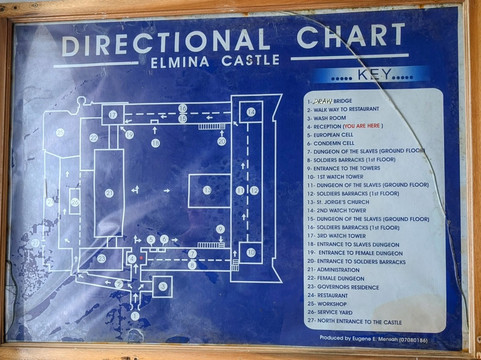 DIRECTIONAL CHART
ELMINA CASTLE
..... KEY.....
1- DRAW BRIDGE
2- WALK WAY TO RESTAURANT
3- WASH ROOM
4- RECEPTION (YOU ARE HERE )
5- EUROPEAN CELL
6- CONDEMN CELL
7- DUNGEON OF THE SLAVES (GROUND FLOOR)
8- SOLDIERS BARRACKS (1st FLOOR)
9- ENTRANCE TO THE TOWERS
10- 1ST WATCH TOWER
11- DUNGEON OF THE SLAVES (GROUND FLOOR)
12- SOLDIERS BARRACKS (1st FLOOR)
13- ST. JORGE'S CHURCH
14- 2ND WATCH TOWER
15- DUNGEON OF THE SLAVES (GROUND FLOOR)
16- SOLDIERS BARRACKS (1st FLOOR)
17- 3RD WATCH TOWER
18- ENTRANCE TO SLAVES DUNGEON
19- ENTRANCE TO FEMALE DUNGEON
20- ENTRANCE TO SOLDIERS BARRACKS
21- ADMINISTRATION
22- FEMALE DUNGEON
23- GOVERNORS RESIDENCE
24- RESTAURANT
25- WORKSHOP
26- SERVICE YARD
27- NORTH ENTRANCE TO THE CASTLE
Produced by Eugene E. Mensah (07080186)